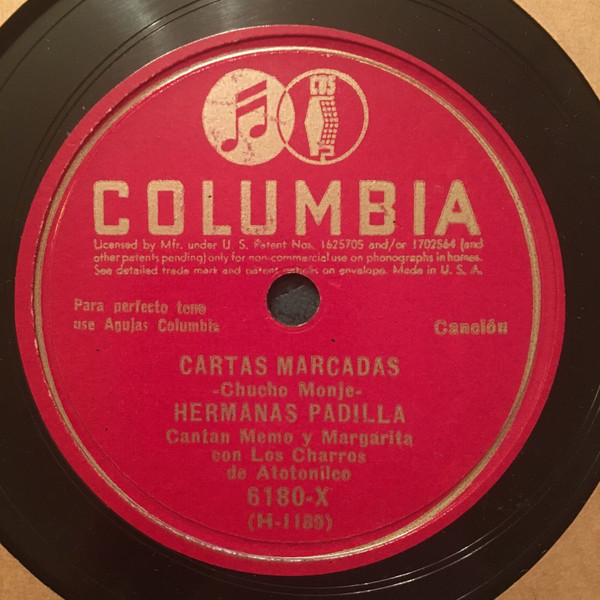 CBS
COLUMBIA
Licensed by Mfr. under U. S. Patent Nos. 1625705 and/or 1702564 (and
other patents pending) only for non-commercial use on phonographs in homes.
See detailed trade mark and patent notices on envelope. Made in U. S. A.
Para perfecto tono
use Agujas Columbia
Canción
CARTAS MARCADAS
-Chucho Monje-
HERMANAS PADILLA
Cantan Memo y Margarita
con Los Charros
de Atotonilco
6180-X
(H-1189)